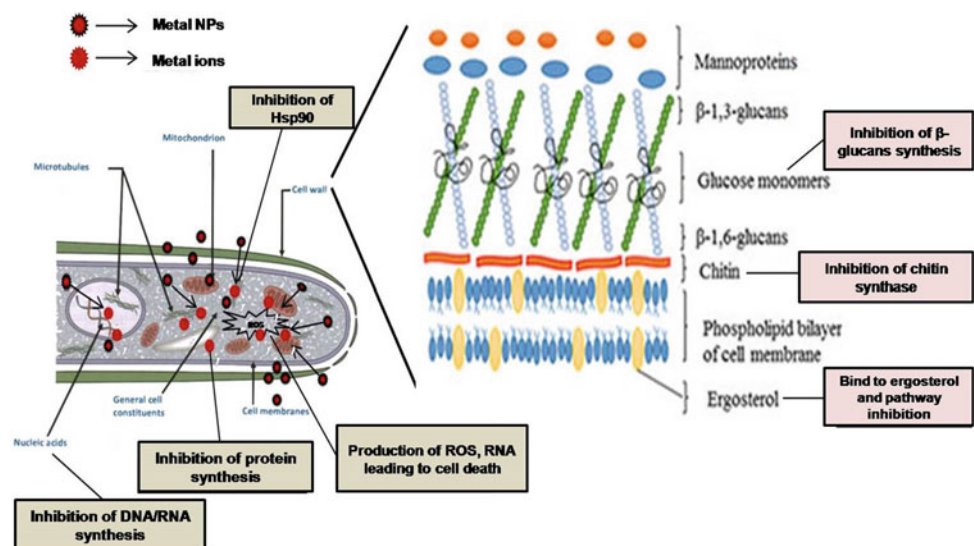 Metal NPs
Metal ions
Inhibition of
Hsp90
Mitochondrion
Microtubules
Cell wall
ROS
General cell
constituents
Cell membranes
Nucleic acids
Inhibition of protein
synthesis
Production of ROS, RNA
leading to cell death
Inhibition of DNA/RNA
synthesis
Mannoproteins
β-1,3-glucans
Inhibition of β-
glucans synthesis
Glucose monomers
β-1,6-glucans
Chitin
Inhibition of chitin
synthase
Phospholipid bilayer
of cell membrane
Ergosterol
Bind to ergosterol
and pathway
inhibition